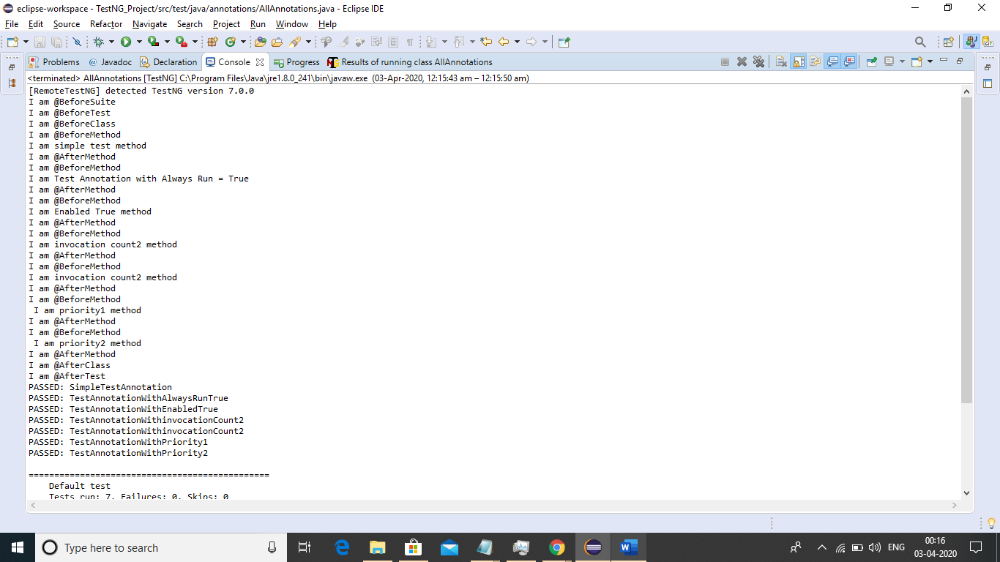 eclipse-workspace - TestNG_Project/src/test/java/annotations/AllAnnotations.java - Eclipse IDE
File Edit Source Refactor Navigate Search Project Run Window Help
Problems @ Javadoc Declaration Console Progress Results of running class AllAnnotations
<terminated> AllAnnotations [TestNG] C:\Program Files\Java\jre1.8.0_241\bin\javaw.exe (03-Apr-2020, 12:15:43 am – 12:15:50 am)
[RemoteTestNG] detected TestNG version 7.0.0
I am @BeforeSuite
I am @BeforeTest
I am @BeforeClass
I am @BeforeMethod
I am simple test method
I am @AfterMethod
I am @BeforeMethod
I am Test Annotation with Always Run = True
I am @AfterMethod
I am @BeforeMethod
I am Enabled True method
I am @AfterMethod
I am @BeforeMethod
I am invocation count2 method
I am @AfterMethod
I am @BeforeMethod
I am invocation count2 method
I am @AfterMethod
I am @BeforeMethod
I am priority1 method
I am @AfterMethod
I am @BeforeMethod
I am priority2 method
I am @AfterMethod
I am @AfterClass
I am @AfterTest
PASSED: SimpleTestAnnotation
PASSED: TestAnnotationWithAlwaysRunTrue
PASSED: TestAnnotationWithEnabledTrue
PASSED: TestAnnotationWithinvocationCount2
PASSED: TestAnnotationWithinvocationCount2
PASSED: TestAnnotationWithPriority1
PASSED: TestAnnotationWithPriority2
===============================================
Default test
Tests run: 7, Failures: 0, Skips: 0
Type here to search
ENG
00:16
03-04-2020